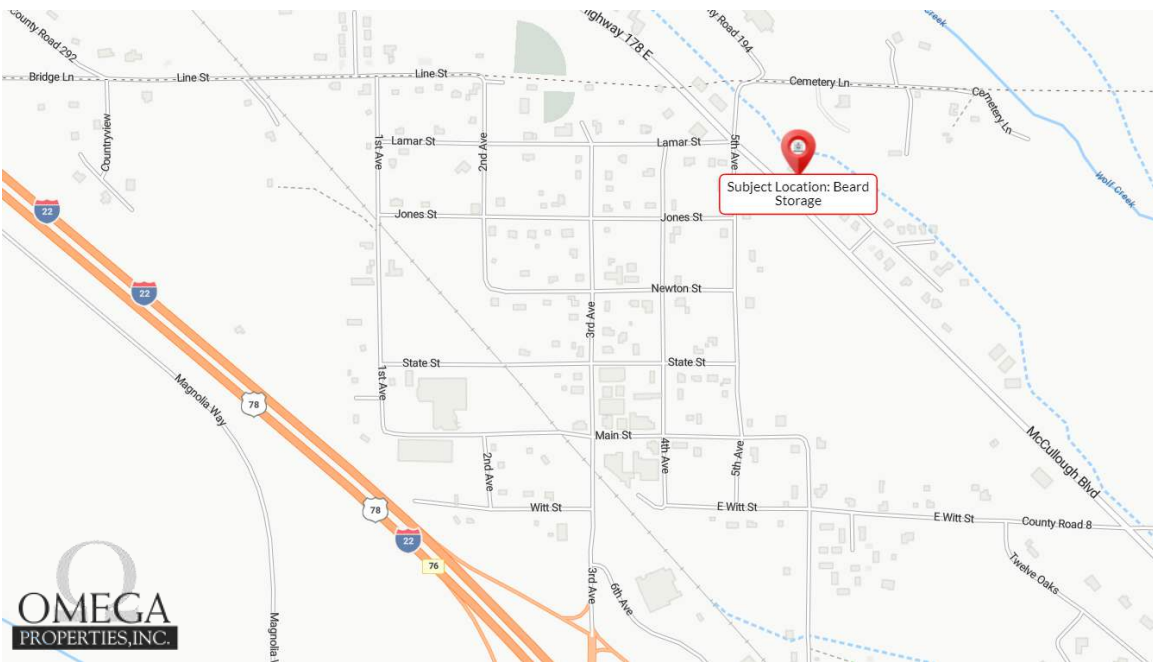 County Road 292
Highway 178 E
County Road 194
Creek
Bridge Ln
Line St
Line St
Cemetery Ln
Cemetery Ln
Countryview
1st Ave
Lamar St
2nd Ave
Lamar St
5th Ave
Wolf Creek
Subject Location: Beard
Storage
22
Jones St
Jones St
22
Newton St
3rd Ave
State St
State St
1st Ave
Magnolia Way
78
Main St
McCullough Blvd
2nd Ave
4th Ave
5th Ave
78
Witt St
E Witt St
E Witt St
County Road 8
22
76
Twelve Oaks
3rd Ave
6th Ave
Magnolia
OMEGA
PROPERTIES,INC.